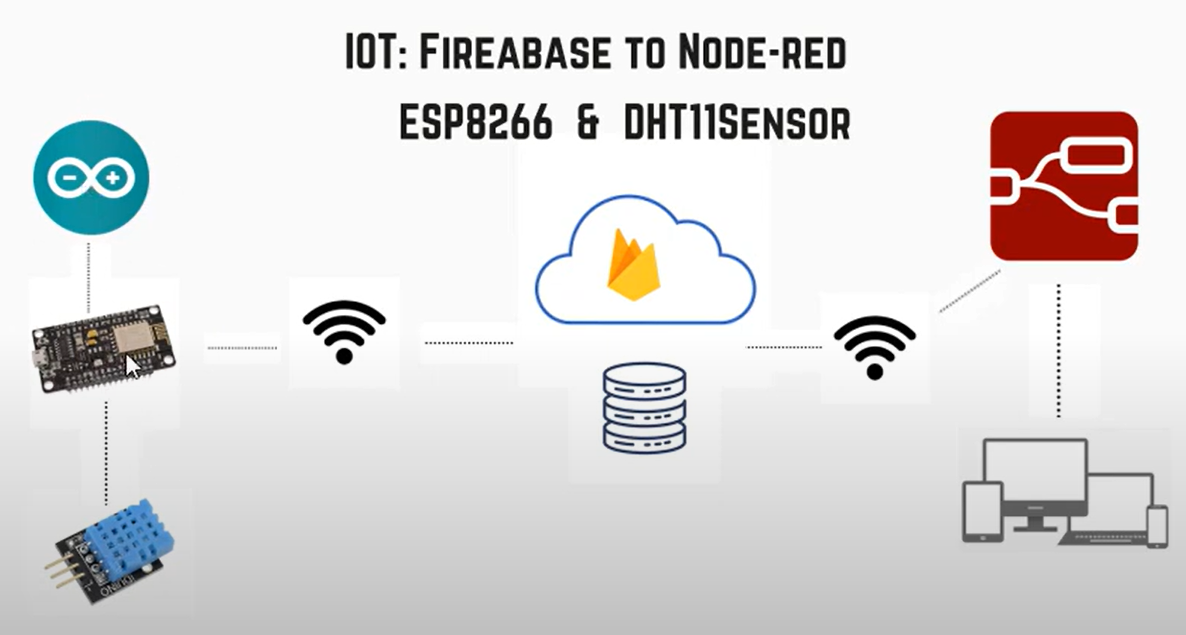 IOT: FIREABASE TO NODE-RED
ESP8266 & DHT11SENSOR